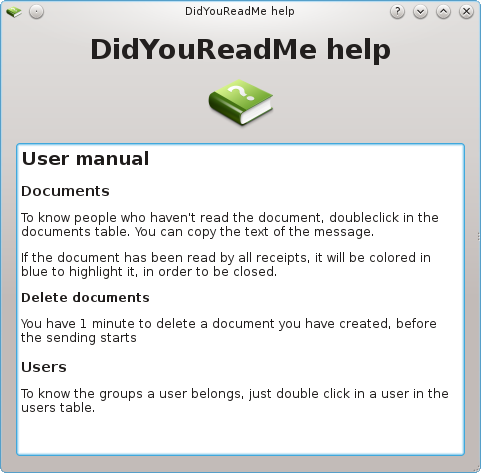 DidYouReadMe help
DidYouReadMe help
User manual
Documents
To know people who haven't read the document, doubleclick in the
documents table. You can copy the text of the message.
If the document has been read by all receipts, it will be colored in
blue to highlight it, in order to be closed.
Delete documents
You have 1 minute to delete a document you have created, before
the sending starts
Users
To know the groups a user belongs, just double click in a user in the
users table.